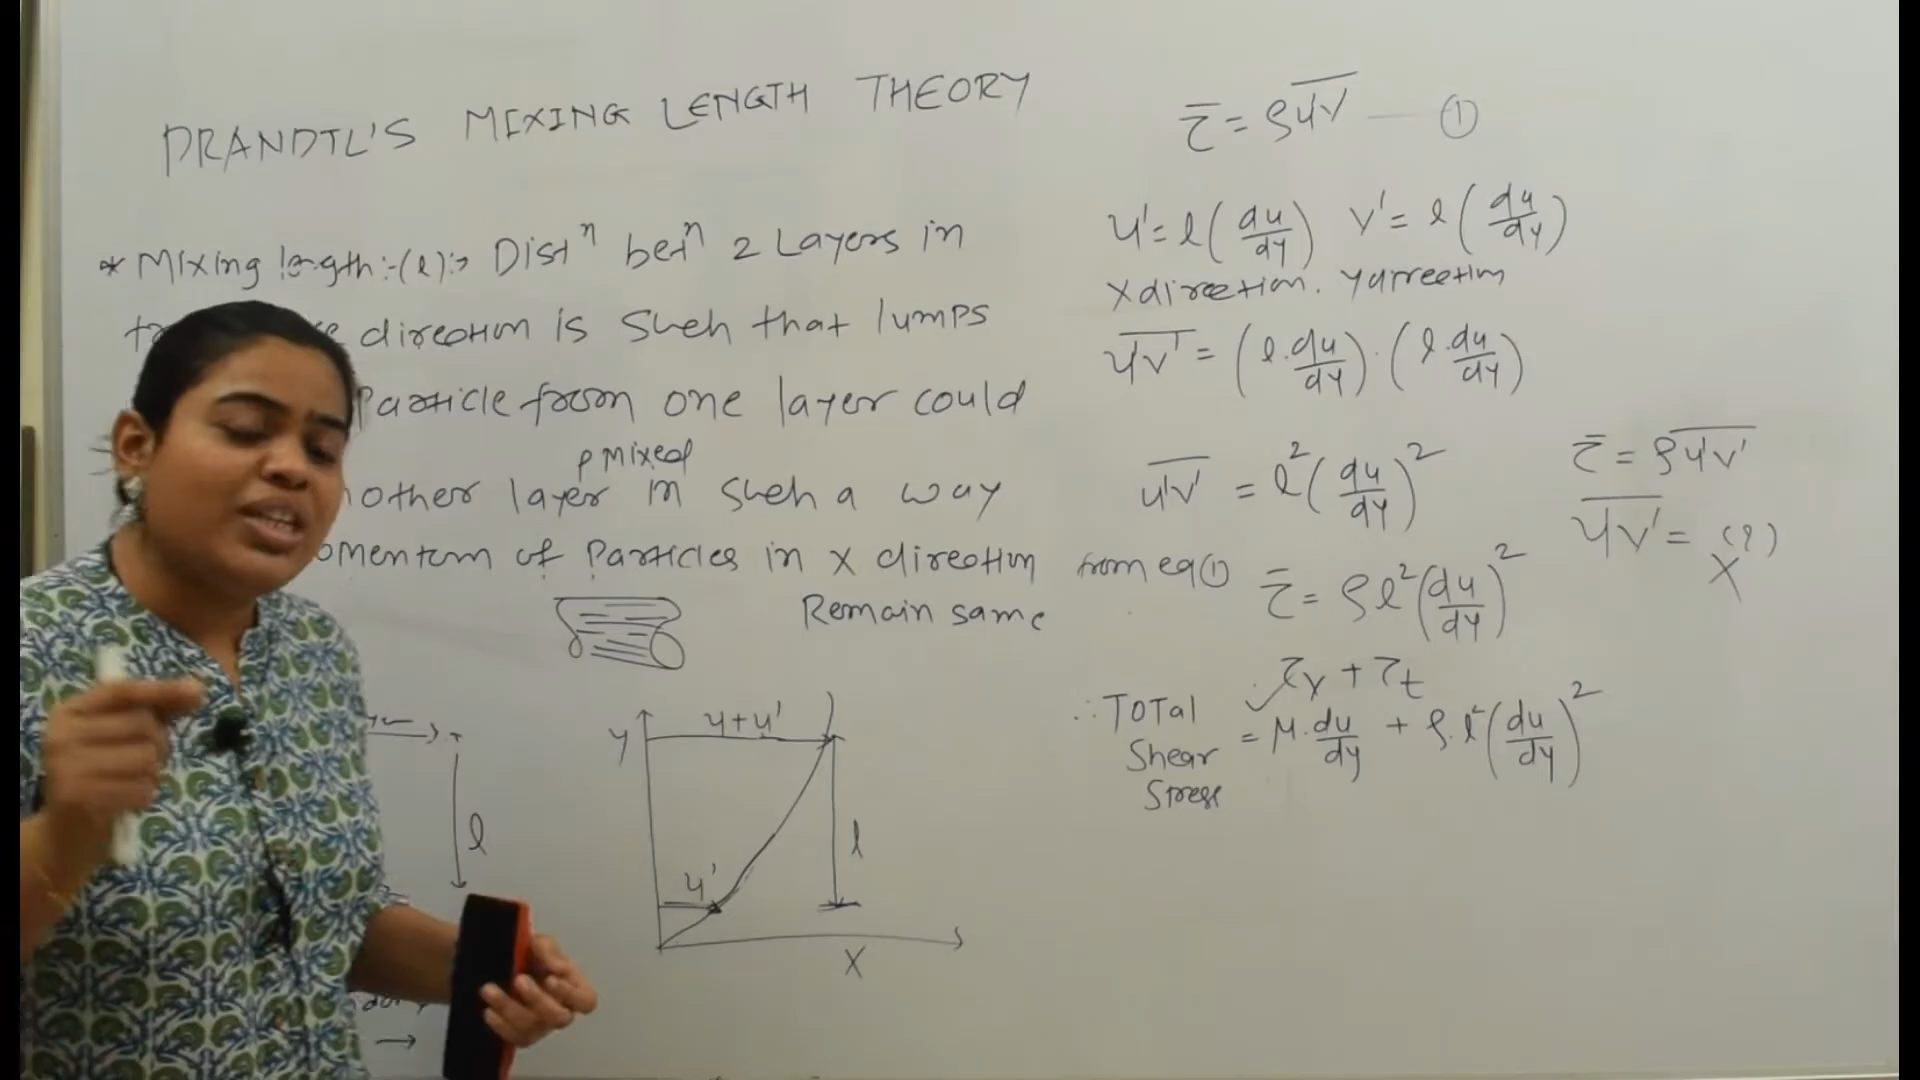 PRANDTL'S MIXING LENGTH THEORY
* Mixing length:-(l):→ Distⁿ betⁿ 2 Layers in
direction is such that lumps
Particle from one layer could
mixed
other layer in such a way
omentum of Particles in X direction
Remain same
l
y
u+u'
l
u'
X
τ̄ = ρu'v' — ①
u' = l(du/dy) v' = l(du/dy)
X direction. Y direction
u'v' = (l.du/dy).(l.du/dy)
u'v' = l²(du/dy)²
from eq① τ̄ = ρl²(du/dy)²
∴ Total Shear Stress
τv + τt
= μ.du/dy + ρ.l²(du/dy)²
τ̄ = ρu'v'
u'v' = (?)
X